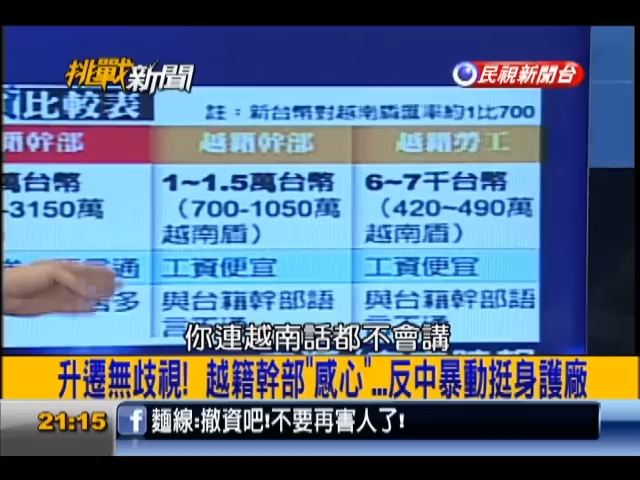 挑戰新聞
民視新聞台
比較表
註：新台幣對越南盾匯率約1比700
籍幹部 越籍幹部 越籍勞工
萬台幣 1~1.5萬台幣 6~7千台幣
-3150萬 （700-1050萬 （420~490萬
越南盾） 越南盾）
通 工資便宜 工資便宜
多 與台籍幹部語 與台籍幹部語
你連越南話都不會講
升遷無歧視! 越籍幹部"感心"...反中暴動挺身護廠
21:15 f 麵線:撤資吧!不要再害人了!